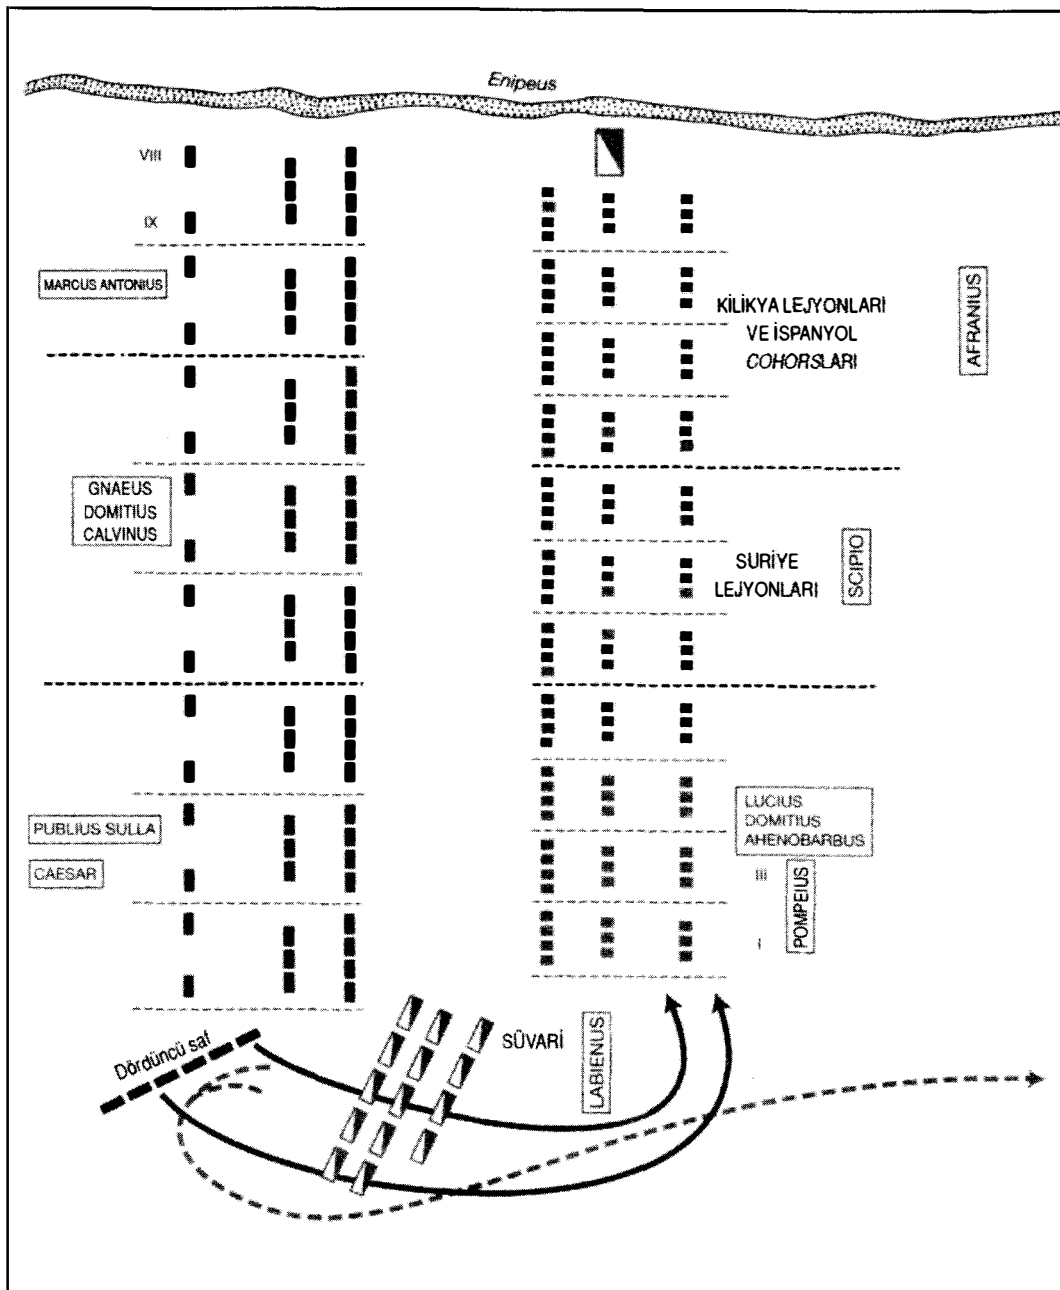 Enipeus
VIII
IX
MARCUS ANTONIUS
GNAEUS
DOMITIUS
CALVINUS
PUBLIUS SULLA
CAESAR
KİLİKYA LEJYONLARI
VE İSPANYOL
COHORSLARI
AFRANIUS
SURİYE
LEJYONLARI
SCIPIO
LUCIUS
DOMITIUS
AHENOBARBUS
III
I
POMPEIUS
Dördüncü saf
SÜVARİ
LABIENUS